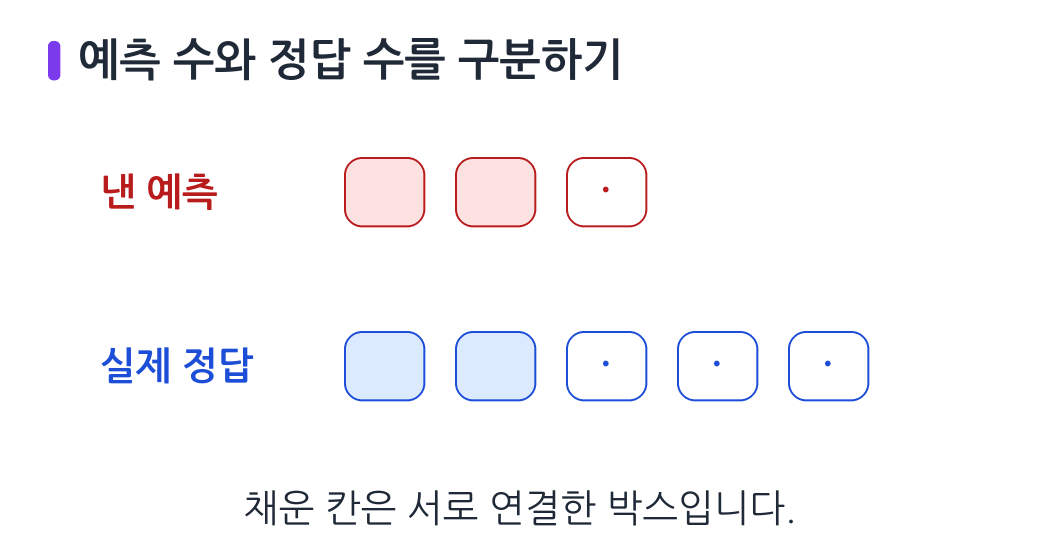 예측 수와 정답 수를 구분하기
낸 예측
실제 정답
채운 칸은 서로 연결한 박스입니다.